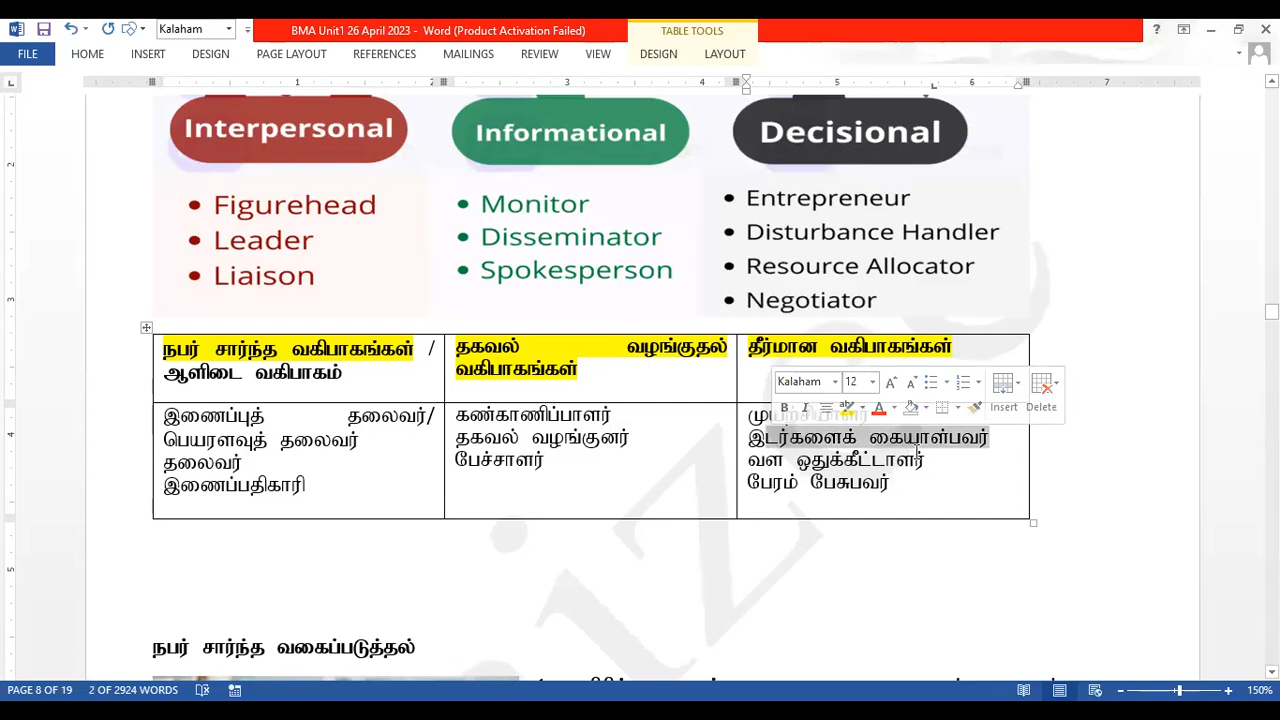 BMA Unit1 26 April 2023 - Word (Product Activation Failed)
TABLE TOOLS
Kalaham
FILE HOME INSERT DESIGN PAGE LAYOUT REFERENCES MAILINGS REVIEW VIEW DESIGN LAYOUT
Interpersonal
• Figurehead
• Leader
• Liaison
Informational
• Monitor
• Disseminator
• Spokesperson
Decisional
• Entrepreneur
• Disturbance Handler
• Resource Allocator
• Negotiator
நபர் சார்ந்த வகிபாகங்கள் /
ஆளிடை வகிபாகம்
தகவல் வழங்குதல்
வகிபாகங்கள்
தீர்மான வகிபாகங்கள்
Kalaham 12
Insert Delete
இணைப்புத் தலைவர்/
பெயரளவுத் தலைவர்
தலைவர்
இணைப்பதிகாரி
கண்காணிப்பாளர்
தகவல் வழங்குனர்
பேச்சாளர்
இடர்களைக் கையாள்பவர்
வள ஒதுக்கீட்டாளர்
பேரம் பேசுபவர்
நபர் சார்ந்த வகைப்படுத்தல்
PAGE 8 OF 19 2 OF 2924 WORDS 150%